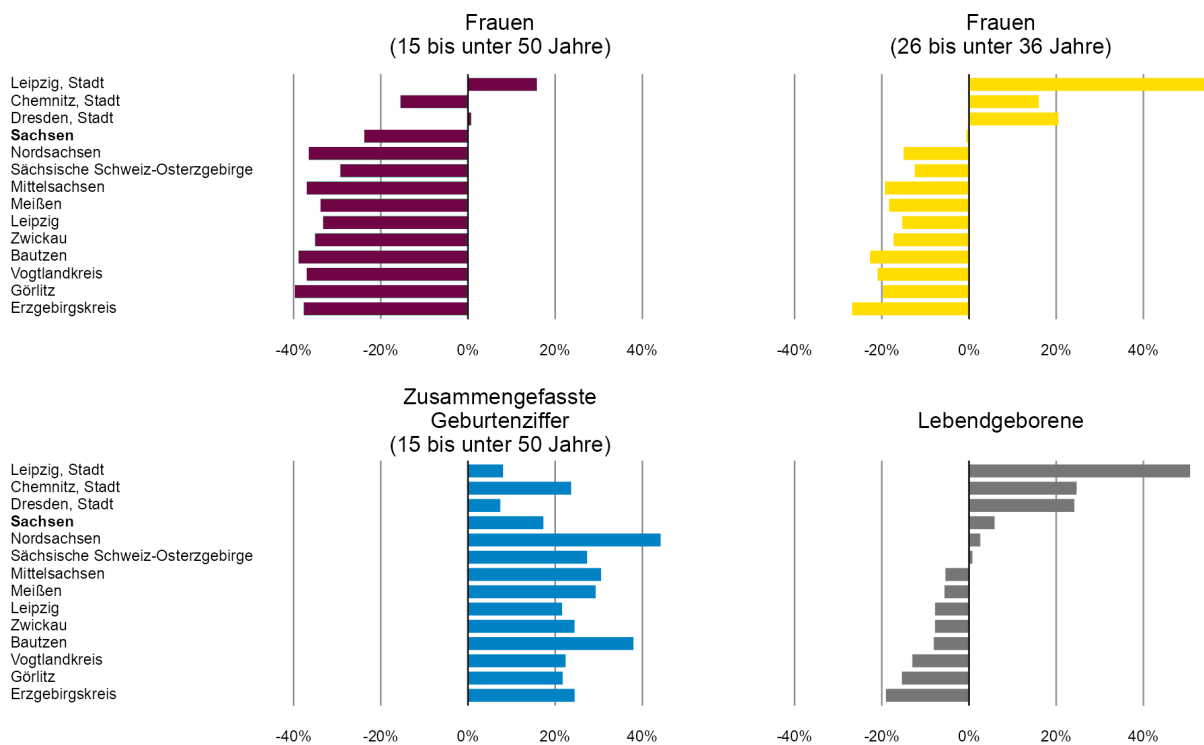 Frauen
(15 bis unter 50 Jahre)
Frauen
(26 bis unter 36 Jahre)
Leipzig, Stadt
Chemnitz, Stadt
Dresden, Stadt
Sachsen
Nordsachsen
Sächsische Schweiz-Osterzgebirge
Mittelsachsen
Meißen
Leipzig
Zwickau
Bautzen
Vogtlandkreis
Görlitz
Erzgebirgskreis
-40% -20% 0% 20% 40%
-40% -20% 0% 20% 40%
Zusammengefasste
Geburtenziffer
(15 bis unter 50 Jahre)
Lebendgeborene
Leipzig, Stadt
Chemnitz, Stadt
Dresden, Stadt
Sachsen
Nordsachsen
Sächsische Schweiz-Osterzgebirge
Mittelsachsen
Meißen
Leipzig
Zwickau
Bautzen
Vogtlandkreis
Görlitz
Erzgebirgskreis
-40% -20% 0% 20% 40%
-40% -20% 0% 20% 40%